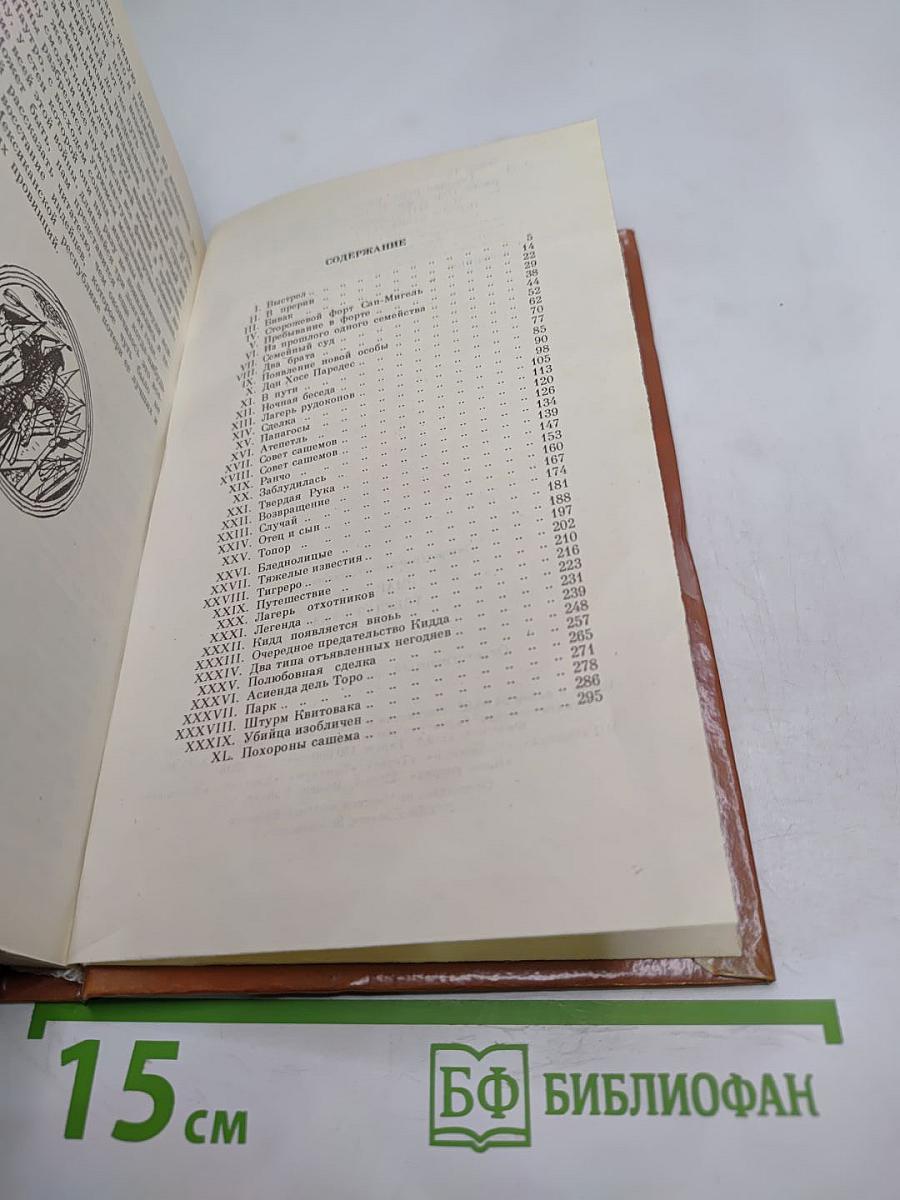 восстание индейцев
мексиканской республики
провинций
СОДЕРЖАНИЕ
I. Выстрел 5
II. В прерии 14
III. Бивак 22
IV. Сторожевой форт Сан-Мигель 29
V. Пребывание в форте 38
VI. Из прошлого одного семейства 44
VII. Семейный суд 52
VIII. Два брата 62
IX. Появление новой особы 70
X. Дон Хосе Паредес 77
XI. В пути 85
XII. Ночная беседа 90
XIII. Лагерь рудокопов 98
XIV. Сделка 105
XV. Папагосы 113
XVI. Атепетль 120
XVII. Совет сашемов 126
XVIII. Совет сашемов 134
XIX. Ранчо 139
XX. Заблудилась 147
XXI. Твердая Рука 153
XXII. Возвращение 160
XXIII. Случай 167
XXIV. Отец и сын 174
XXV. Топор 181
XXVI. Бледнолицые 188
XXVII. Тяжелые известия 197
XXVIII. Тигреро 202
XXIX. Путешествие 210
XXX. Лагерь отхотников 216
XXXI. Легенда 223
XXXII. Кидд появляется вновь 231
XXXIII. Очередное предательство Кидда 239
XXXIV. Два типа отъявленных негодяев 248
XXXV. Полюбовная сделка 257
XXXVI. Асиенда дель Торо 265
XXXVII. Парк 271
XXXVIII. Штурм Квитовака 278
XXXIX. Убийца изобличен 286
XL. Похороны сашема 295
15 см
БФ БИБЛИОФАН